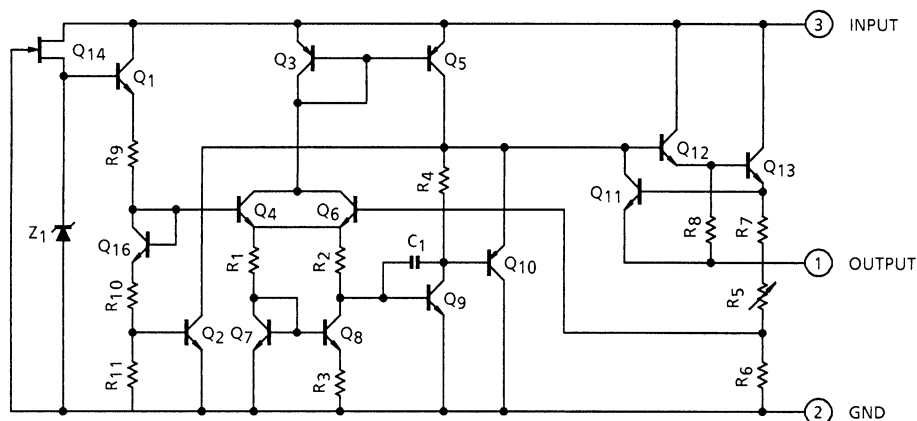 3 INPUT
Q14
Q1
Q3
Q5
R9
R4
Q12
Q13
Q11
Z1
Q16
Q4
Q6
R8
R7
C1
Q10
1 OUTPUT
R1
R2
R5
R10
Q2
Q7
Q8
Q9
R11
R3
R6
2 GND